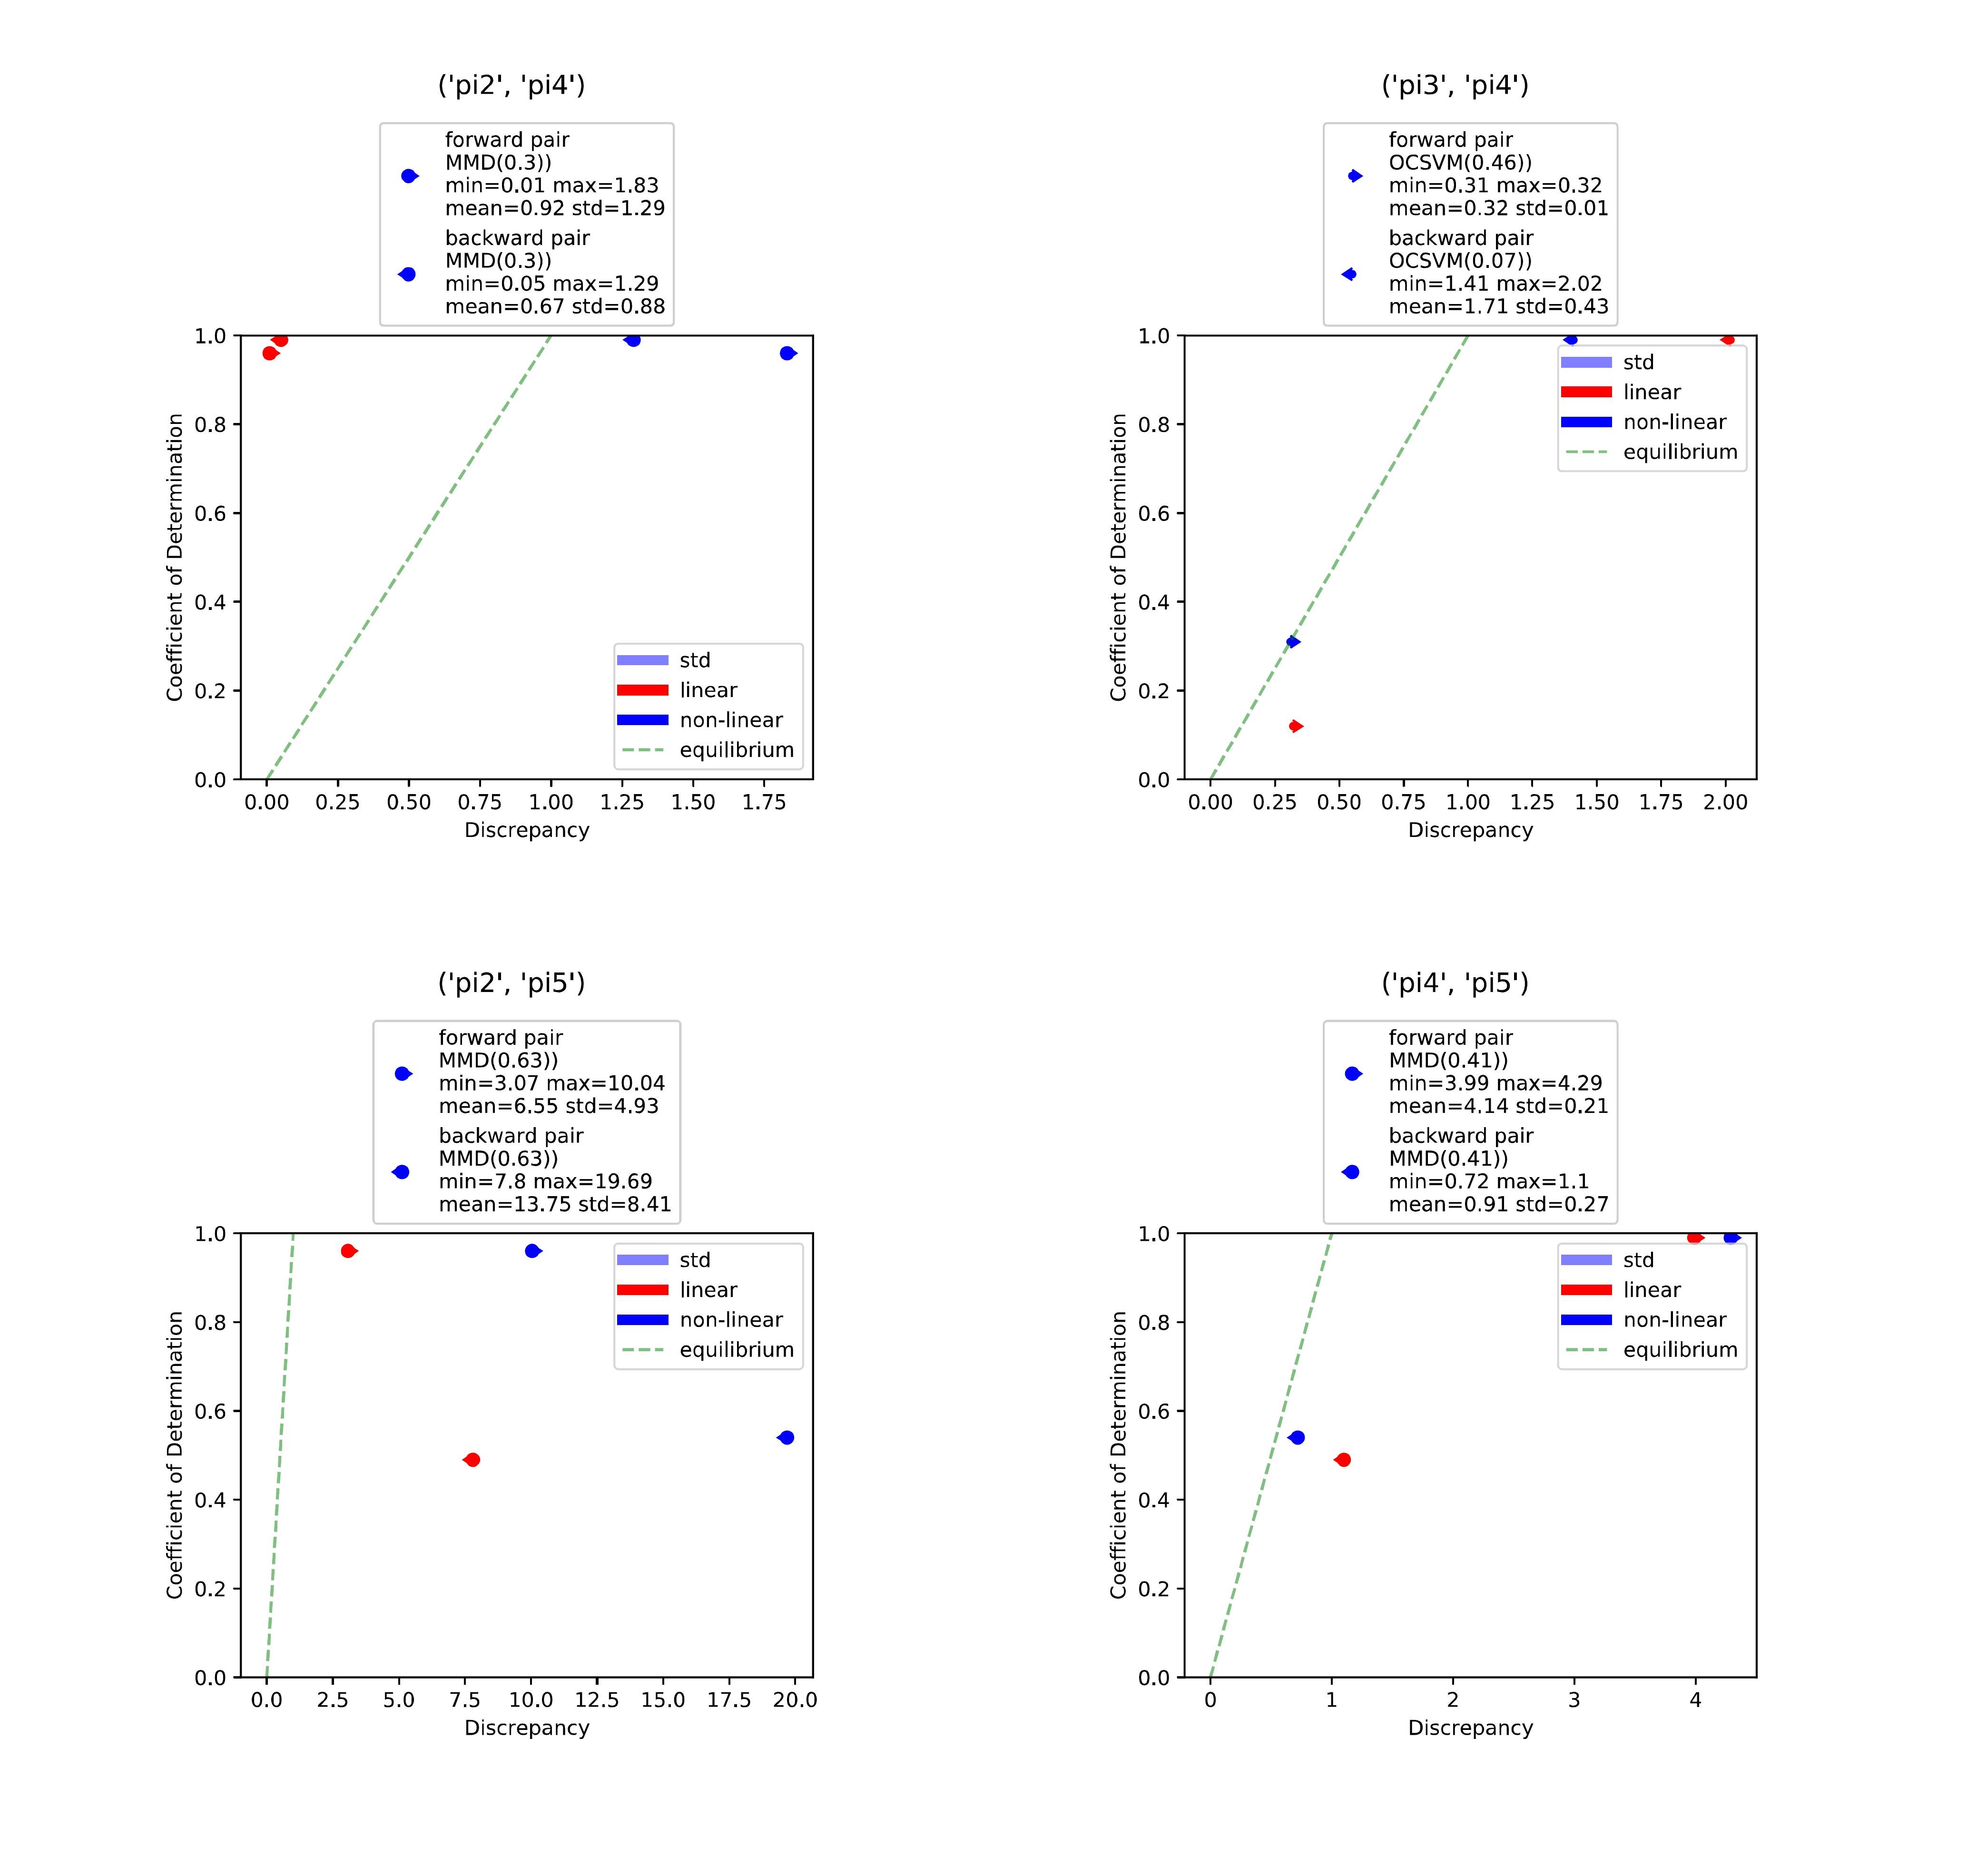 ('pi2', 'pi4')
forward pair
MMD(0.3))
min=0.01 max=1.83
mean=0.92 std=1.29
backward pair
MMD(0.3))
min=0.05 max=1.29
mean=0.67 std=0.88
1.0
0.8
0.6
0.4
0.2
0.0
Coefficient of Determination
std
linear
non-linear
equilibrium
0.00 0.25 0.50 0.75 1.00 1.25 1.50 1.75
Discrepancy
('pi3', 'pi4')
forward pair
OCSVM(0.46))
min=0.31 max=0.32
mean=0.32 std=0.01
backward pair
OCSVM(0.07))
min=1.41 max=2.02
mean=1.71 std=0.43
1.0
0.8
0.6
0.4
0.2
0.0
Coefficient of Determination
std
linear
non-linear
equilibrium
0.00 0.25 0.50 0.75 1.00 1.25 1.50 1.75 2.00
Discrepancy
('pi2', 'pi5')
forward pair
MMD(0.63))
min=3.07 max=10.04
mean=6.55 std=4.93
backward pair
MMD(0.63))
min=7.8 max=19.69
mean=13.75 std=8.41
1.0
0.8
0.6
0.4
0.2
0.0
Coefficient of Determination
std
linear
non-linear
equilibrium
0.0 2.5 5.0 7.5 10.0 12.5 15.0 17.5 20.0
Discrepancy
('pi4', 'pi5')
forward pair
MMD(0.41))
min=3.99 max=4.29
mean=4.14 std=0.21
backward pair
MMD(0.41))
min=0.72 max=1.1
mean=0.91 std=0.27
1.0
0.8
0.6
0.4
0.2
0.0
Coefficient of Determination
std
linear
non-linear
equilibrium
0 1 2 3 4
Discrepancy